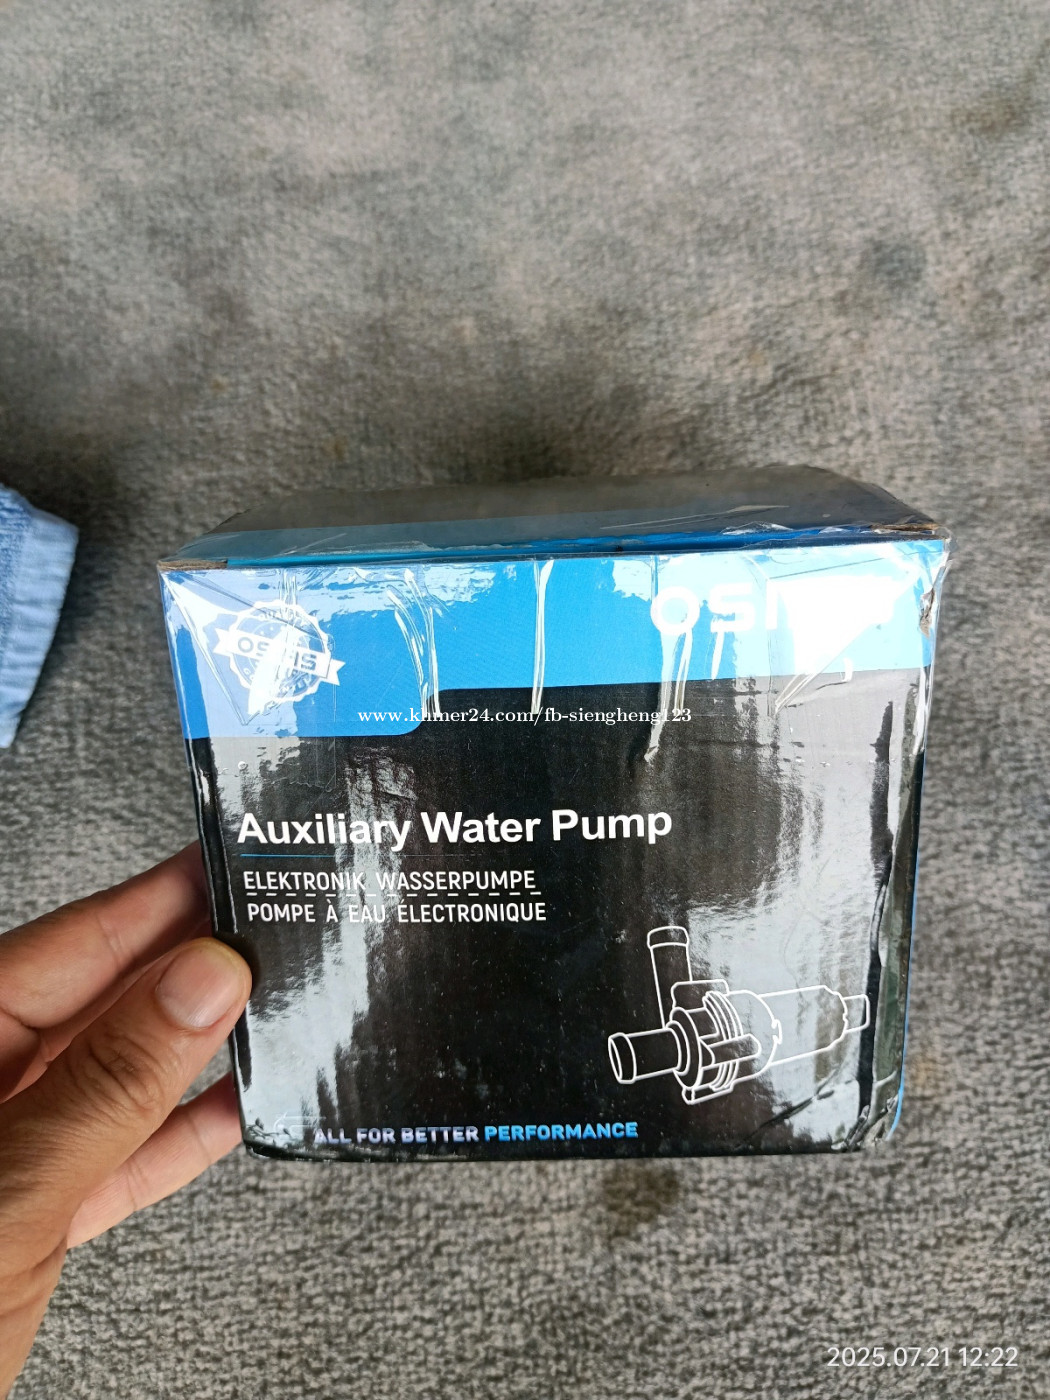 www.khmer24.com/fb-siengheng123
Auxiliary Water Pump
ELEKTRONIK WASSERPUMPE
POMPE À EAU ÉLECTRONIQUE
ALL FOR BETTER PERFORMANCE
2025.07.21 12:22